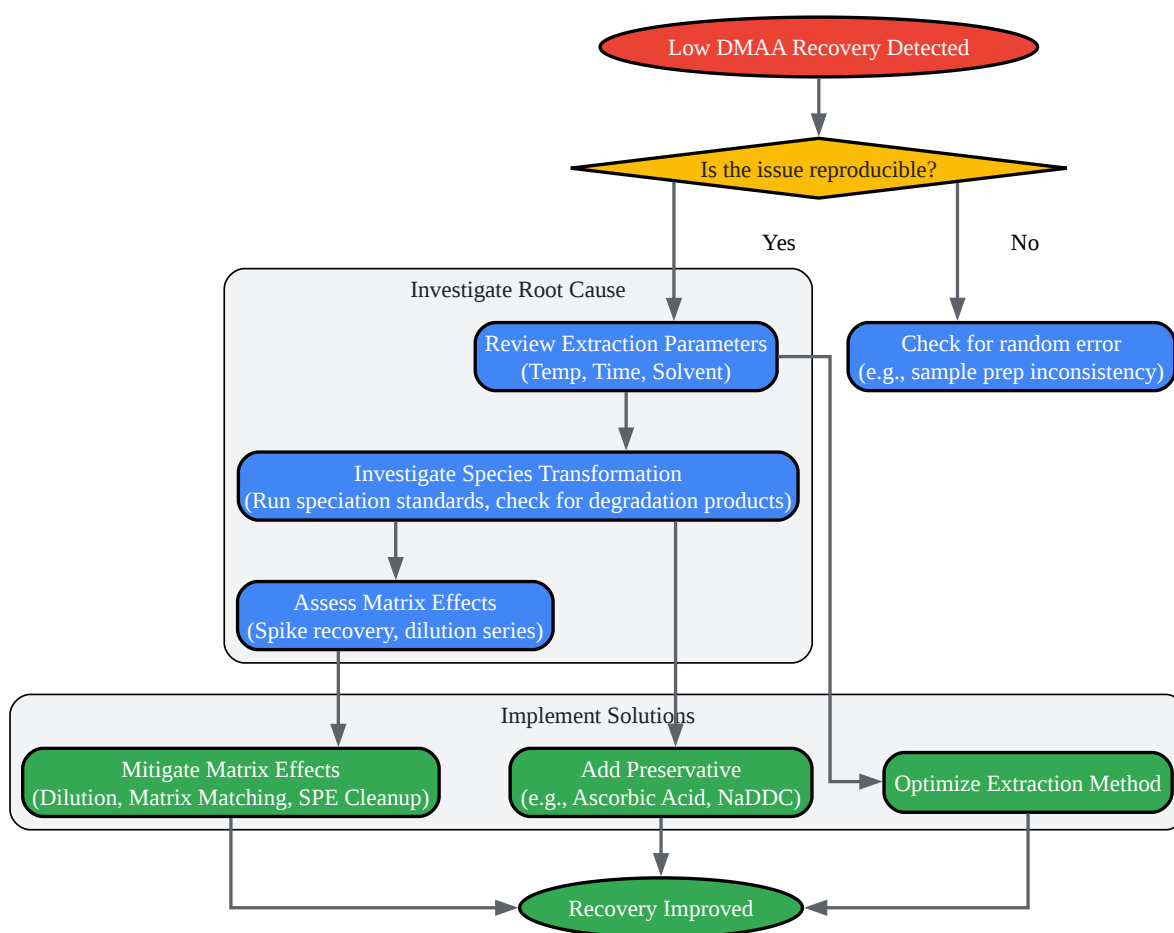 Low DMAA Recovery Detected
Is the issue reproducible?
Yes
No
Investigate Root Cause
Review Extraction Parameters
(Temp, Time, Solvent)
Check for random error
(e.g., sample prep inconsistency)
Investigate Species Transformation
(Run speciation standards, check for degradation products)
Assess Matrix Effects
(Spike recovery, dilution series)
Implement Solutions
Mitigate Matrix Effects
(Dilution, Matrix Matching, SPE Cleanup)
Add Preservative
(e.g., Ascorbic Acid, NaDDC)
Optimize Extraction Method
Recovery Improved